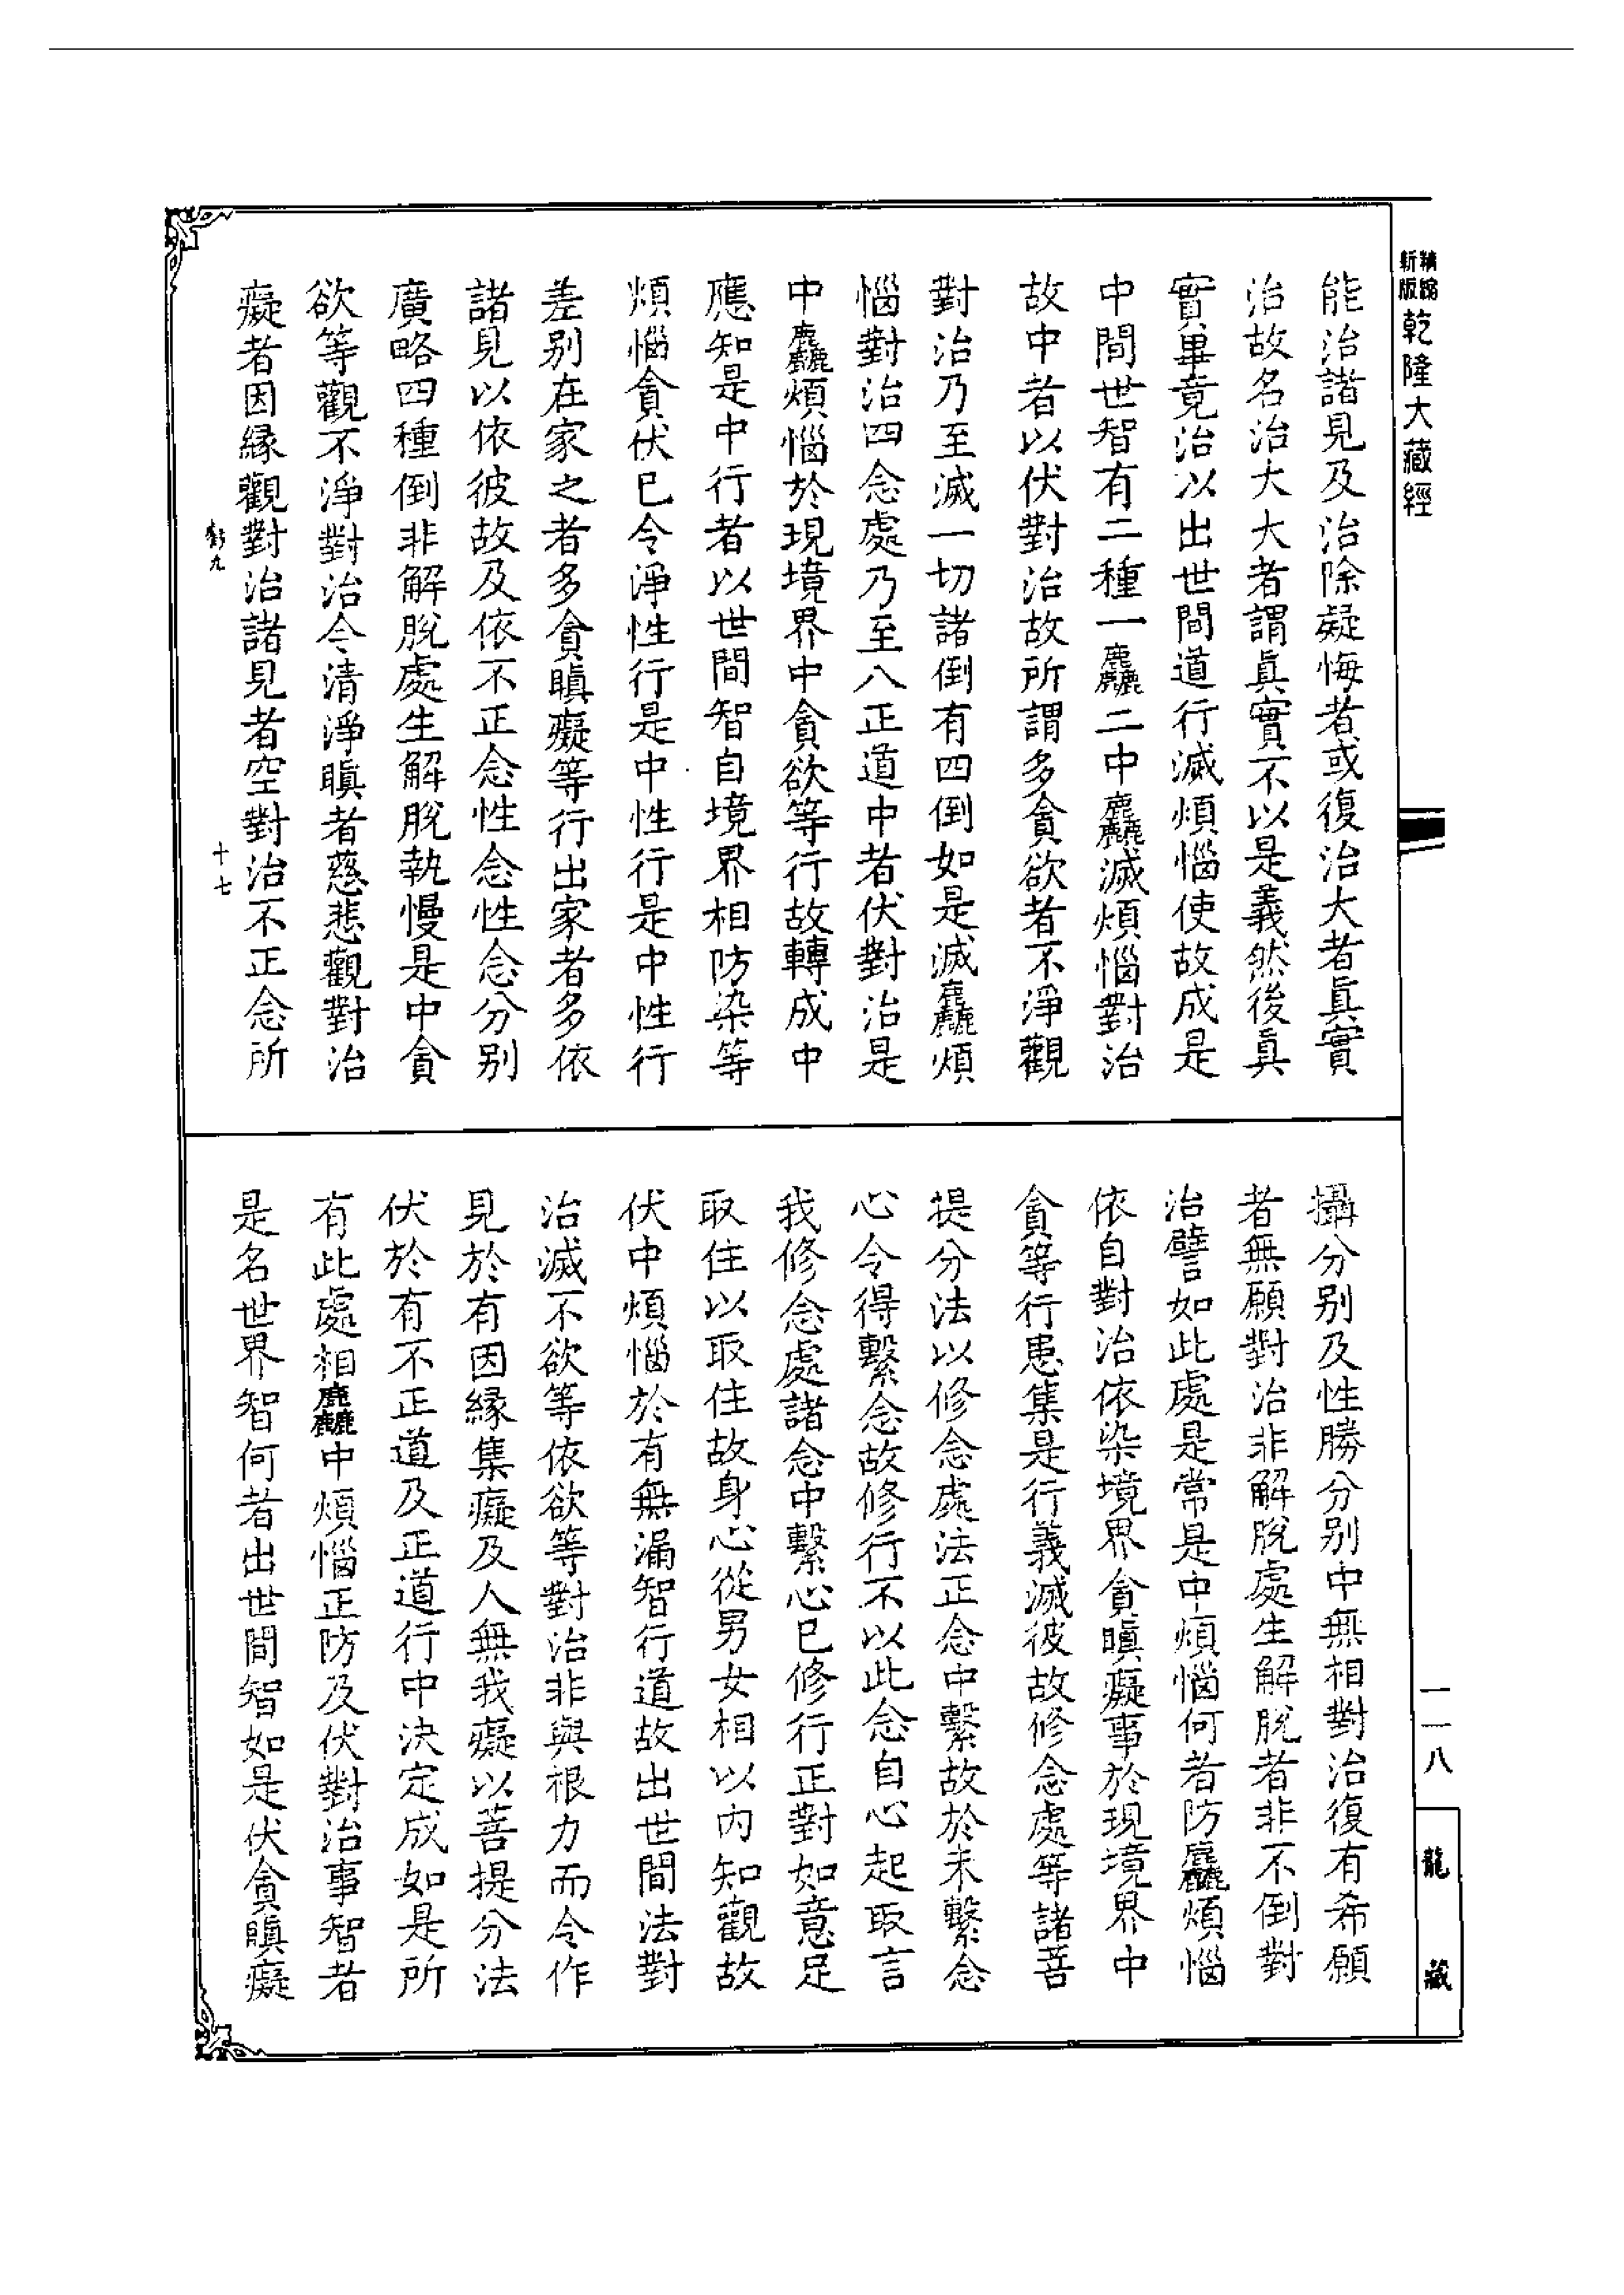 新版精縮乾隆大藏經
能治諸見及治除疑悔者或復治大者眞實
治故名治大大者謂眞實不以是義然後眞
實畢竟治以出世間道行滅煩惱使故成是
中間世智有二種一麤二中麤滅煩惱對治
故中者以伏對治故所謂多貪欲者不淨觀
對治乃至滅一切諸倒有四倒如是滅麤煩
惱對治四念處乃至八正道中者伏對治是
中麤煩惱於現境界中貪欲等行故轉成中
應知是中行者以世間智自境界相防染等
煩惱貪伏已令淨性行是中性行是中性行
差别在家之者多貪瞋癡等行出家者多依
諸見以依彼故及依不正念性念性念分别
廣略四種倒非解脫處生解脫執慢是中貪
欲等觀不淨對治令清淨瞋者慈悲觀對治
癡者因縁觀對治諸見者空對治不正念所
九
十七
攝分别及性勝分别中無相對治復有希願
者無願對治非解脫處生解脫者非不倒對
治譬如此處是常是中煩惱何者防麤煩惱
依自對治依染境界貪瞋癡事於現境界中
貪等行患集是行義滅彼故修念處等諸菩
提分法以修念處法正念中繫故於未繫念
心令得繫念故修行不以此念自心起取言
我修念處諸念中繫心已修行正對如意足
取住以取住故身心從男女相以内知觀故
伏中煩惱於有無漏智行道故出世間法對
治滅不欲等依欲等對治非與根力而令作
見於有因縁集癡及人無我癡以菩提分法
伏於有不正道及正道行中決定成如是所
有此處相麤中煩惱正防及伏對治事智者
是名世界智何者出世間智如是伏貪瞋癡
一一八
龍藏